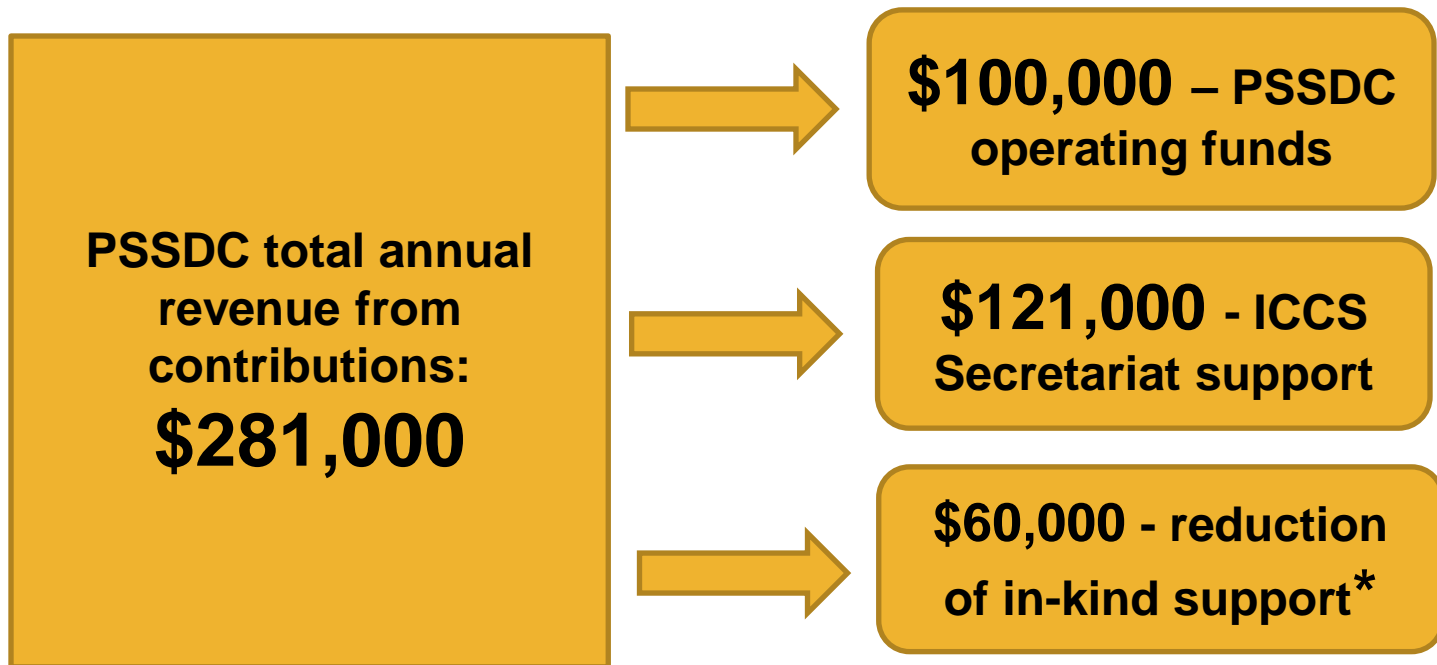 PSSDC total annual
revenue from
contributions:
$281,000
$100,000 – PSSDC
operating funds
$121,000 - ICCS
Secretariat support
$60,000 - reduction
of in-kind support*